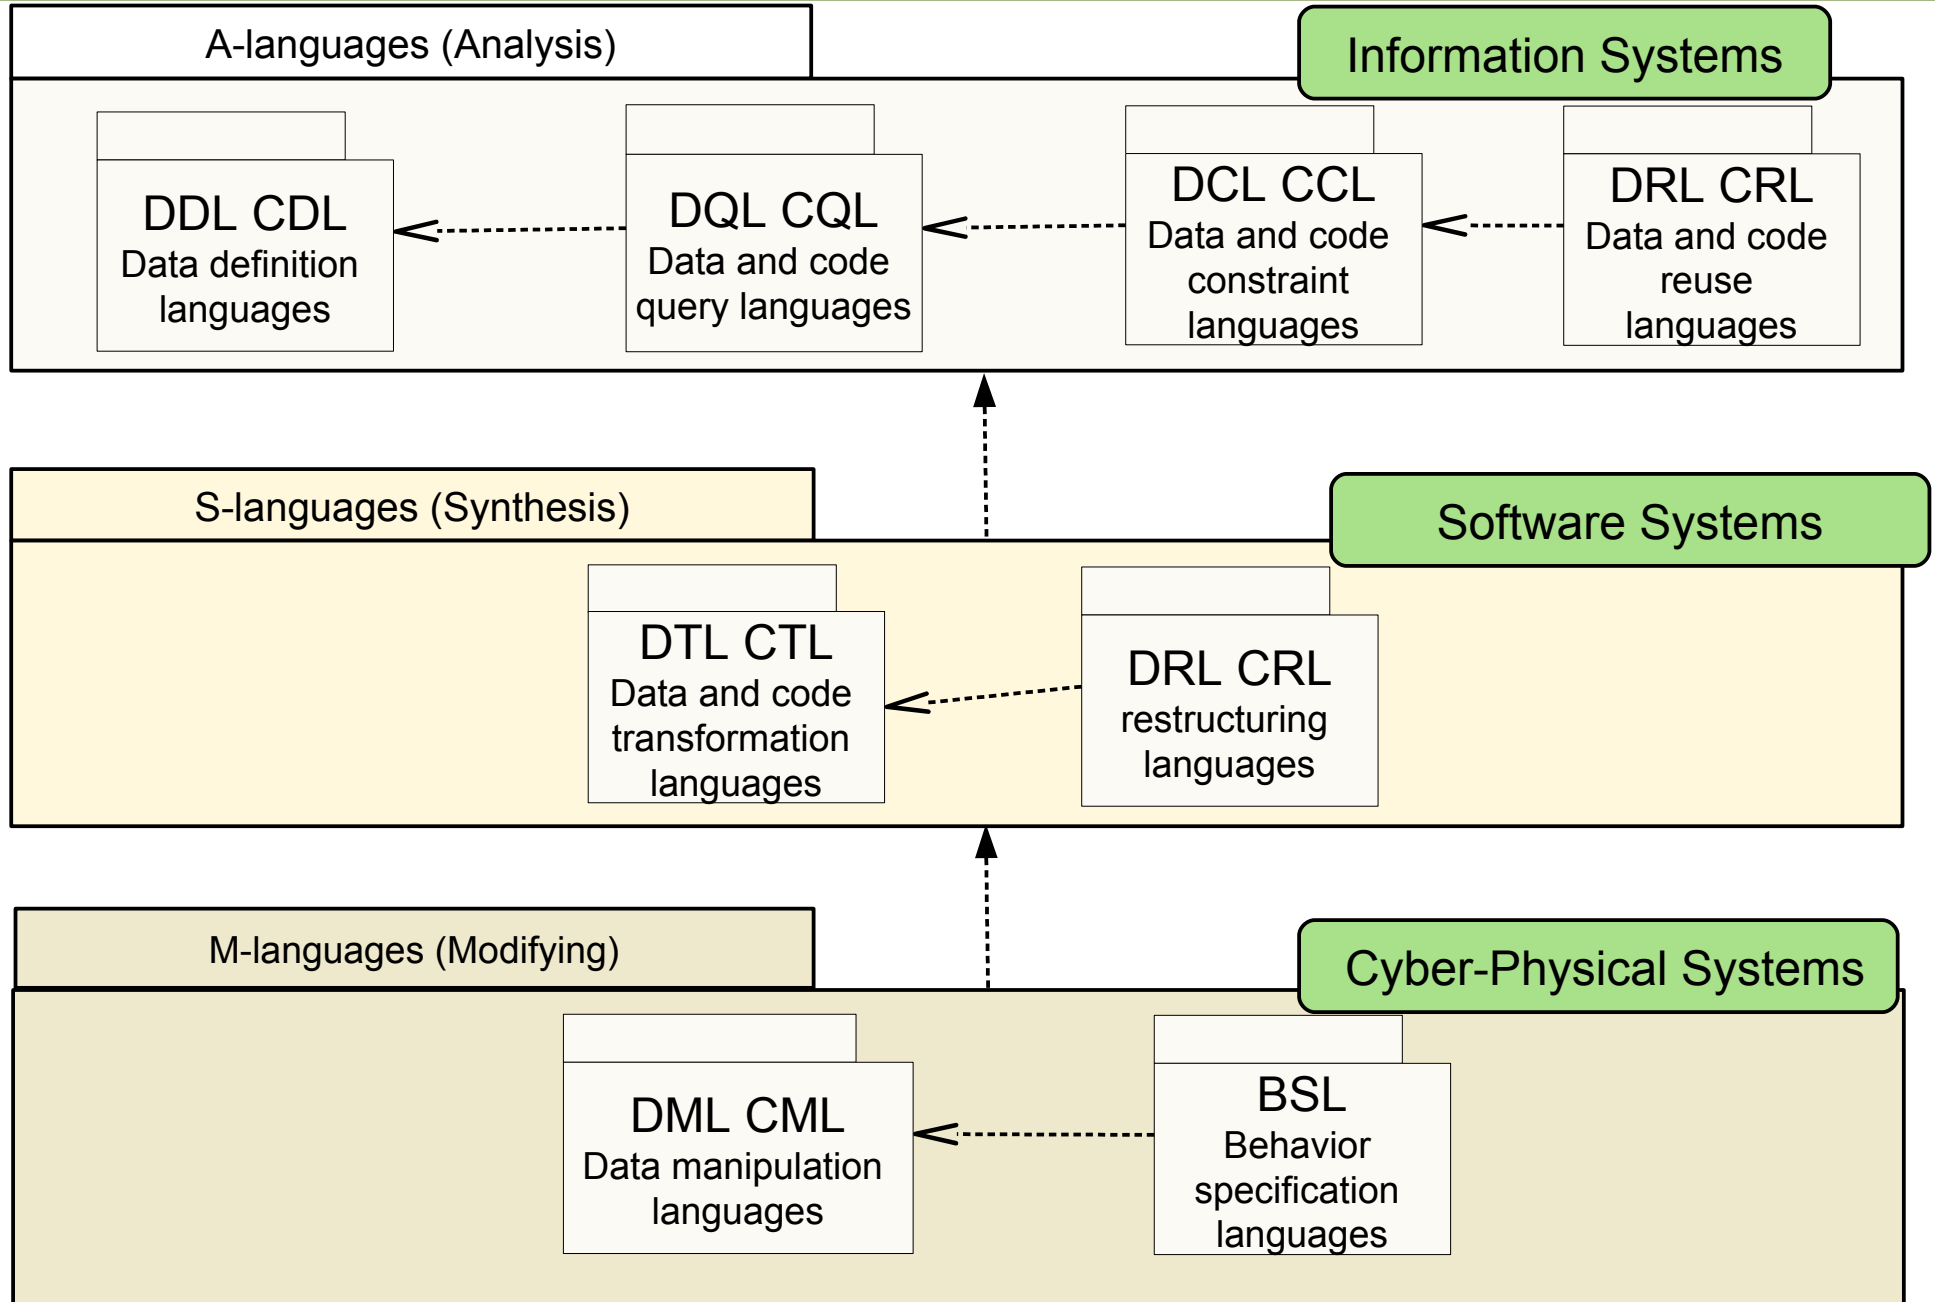 A-languages (Analysis)
Information Systems
DDL CDL
Data definition
languages
DQL CQL
Data and code
query languages
DCL CCL
Data and code
constraint
languages
DRL CRL
Data and code
reuse
languages
S-languages (Synthesis)
Software Systems
DTL CTL
Data and code
transformation
languages
DRL CRL
restructuring
languages
M-languages (Modifying)
Cyber-Physical Systems
DML CML
Data manipulation
languages
BSL
Behavior
specification
languages